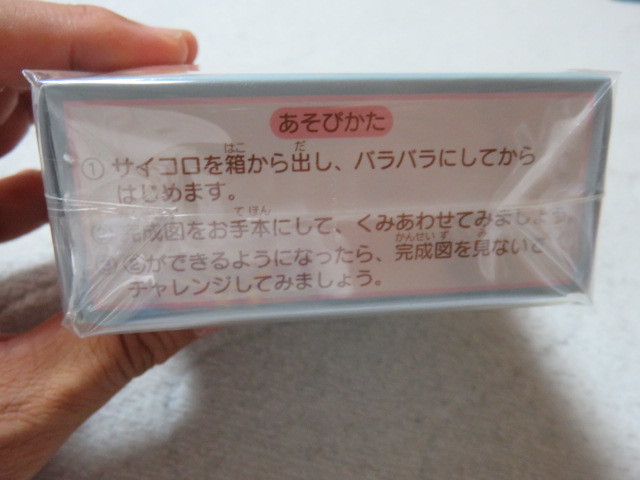 あそびかた
① サイコロを箱から出し、バラバラにしてから
はじめます。
② 完成図をお手本にして、くみあわせてみましょう。
③ ②ができるようになったら、完成図を見ないで
チャレンジしてみましょう。